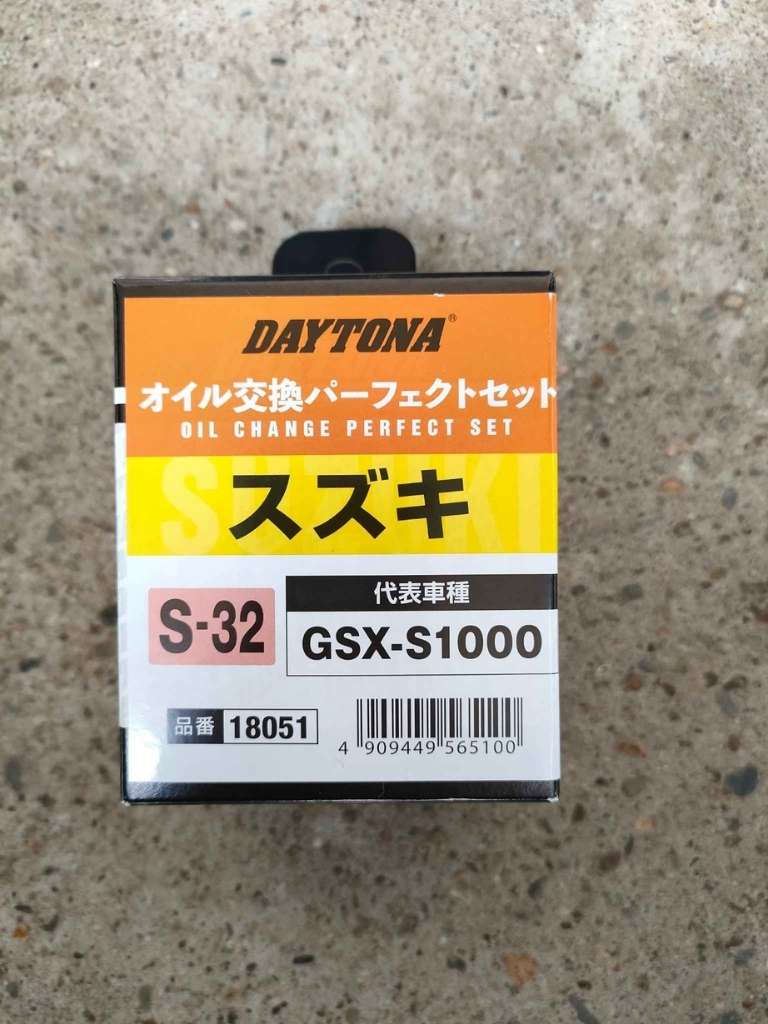 DAYTONA®
オイル交換パーフェクトセット
OIL CHANGE PERFECT SET
SUZUKI
スズキ
S-32
代表車種
GSX-S1000
品番 18051
4 909449 565100